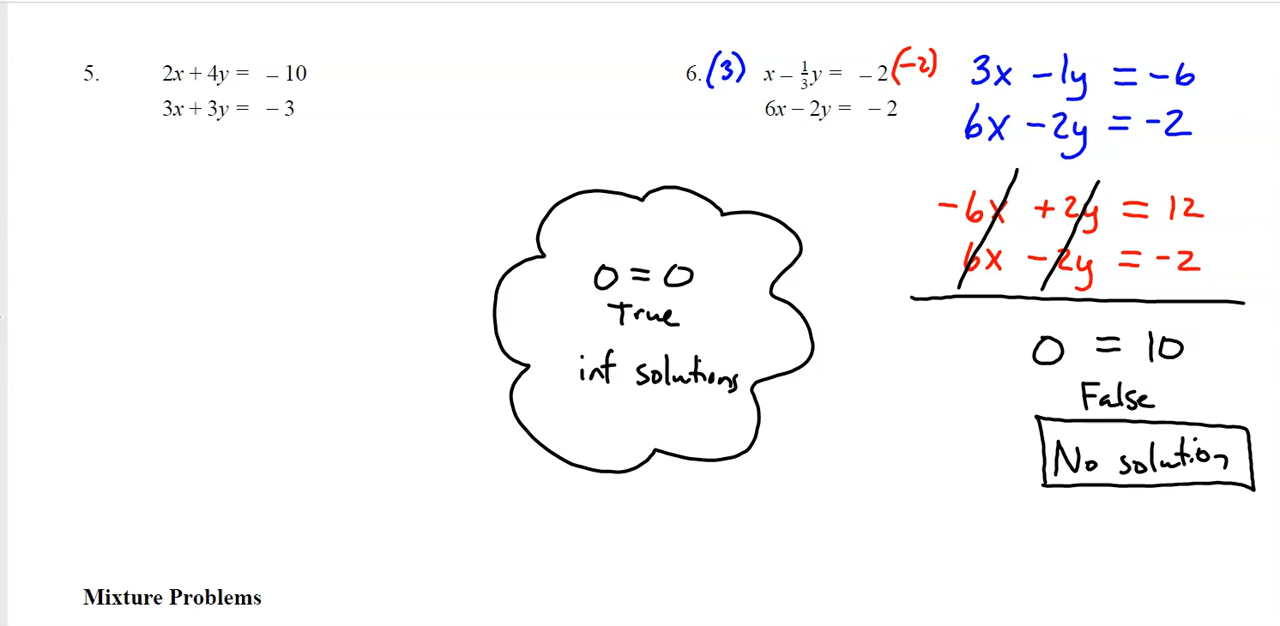 5. 2x + 4y = − 10
3x + 3y = − 3
6. (3) x − 1/3 y = − 2 (-2)
6x − 2y = − 2
3x - 1y = -6
6x - 2y = -2
-6x + 2y = 12
6x - 2y = -2
0 = 10
False
No solution
0 = 0
True
inf solutions
Mixture Problems